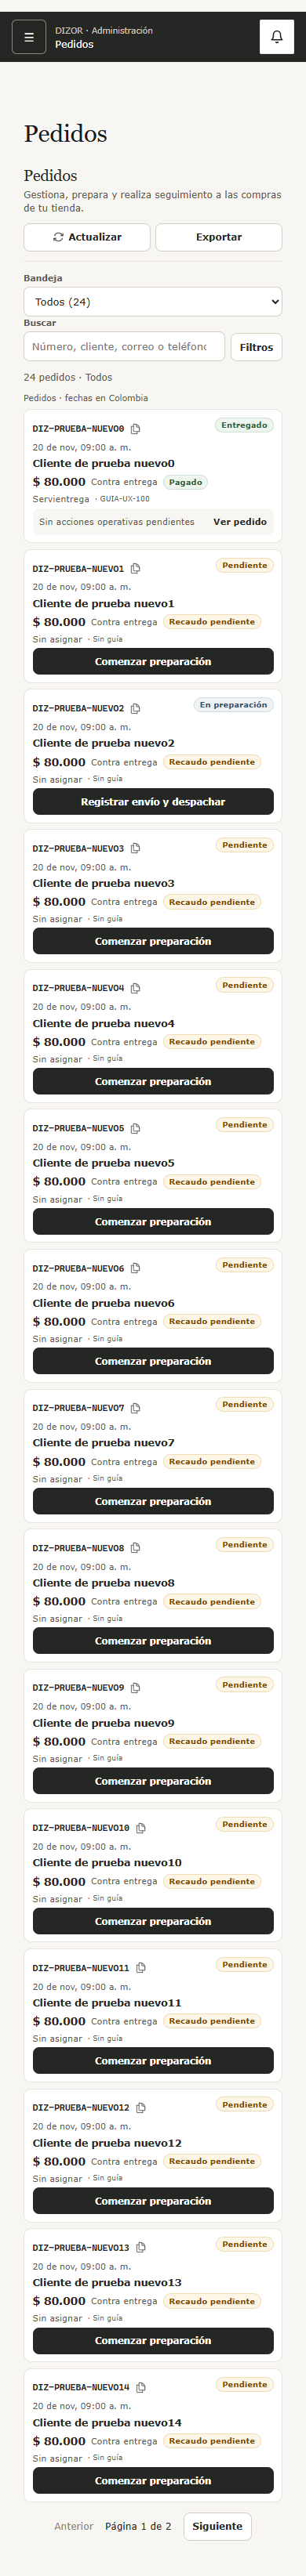 DIZOR · Administración
Pedidos
Pedidos
Pedidos
Gestiona, prepara y realiza seguimiento a las compras
de tu tienda.
Actualizar
Exportar
Bandeja
Todos (24)
Buscar
Número, cliente, correo o teléfono
Filtros
24 pedidos · Todos
Pedidos · fechas en Colombia
DIZ-PRUEBA-NUEVO0
Entregado
20 de nov, 09:00 a. m.
Cliente de prueba nuevo0
$ 80.000 Contra entrega Pagado
Servientrega · GUIA-UX-100
Sin acciones operativas pendientes Ver pedido
DIZ-PRUEBA-NUEVO1
Pendiente
20 de nov, 09:00 a. m.
Cliente de prueba nuevo1
$ 80.000 Contra entrega Recaudo pendiente
Sin asignar · Sin guía
Comenzar preparación
DIZ-PRUEBA-NUEVO2
En preparación
20 de nov, 09:00 a. m.
Cliente de prueba nuevo2
$ 80.000 Contra entrega Recaudo pendiente
Sin asignar · Sin guía
Registrar envío y despachar
DIZ-PRUEBA-NUEVO3
Pendiente
20 de nov, 09:00 a. m.
Cliente de prueba nuevo3
$ 80.000 Contra entrega Recaudo pendiente
Sin asignar · Sin guía
Comenzar preparación
DIZ-PRUEBA-NUEVO4
Pendiente
20 de nov, 09:00 a. m.
Cliente de prueba nuevo4
$ 80.000 Contra entrega Recaudo pendiente
Sin asignar · Sin guía
Comenzar preparación
DIZ-PRUEBA-NUEVO5
Pendiente
20 de nov, 09:00 a. m.
Cliente de prueba nuevo5
$ 80.000 Contra entrega Recaudo pendiente
Sin asignar · Sin guía
Comenzar preparación
DIZ-PRUEBA-NUEVO6
Pendiente
20 de nov, 09:00 a. m.
Cliente de prueba nuevo6
$ 80.000 Contra entrega Recaudo pendiente
Sin asignar · Sin guía
Comenzar preparación
DIZ-PRUEBA-NUEVO7
Pendiente
20 de nov, 09:00 a. m.
Cliente de prueba nuevo7
$ 80.000 Contra entrega Recaudo pendiente
Sin asignar · Sin guía
Comenzar preparación
DIZ-PRUEBA-NUEVO8
Pendiente
20 de nov, 09:00 a. m.
Cliente de prueba nuevo8
$ 80.000 Contra entrega Recaudo pendiente
Sin asignar · Sin guía
Comenzar preparación
DIZ-PRUEBA-NUEVO9
Pendiente
20 de nov, 09:00 a. m.
Cliente de prueba nuevo9
$ 80.000 Contra entrega Recaudo pendiente
Sin asignar · Sin guía
Comenzar preparación
DIZ-PRUEBA-NUEVO10
Pendiente
20 de nov, 09:00 a. m.
Cliente de prueba nuevo10
$ 80.000 Contra entrega Recaudo pendiente
Sin asignar · Sin guía
Comenzar preparación
DIZ-PRUEBA-NUEVO11
Pendiente
20 de nov, 09:00 a. m.
Cliente de prueba nuevo11
$ 80.000 Contra entrega Recaudo pendiente
Sin asignar · Sin guía
Comenzar preparación
DIZ-PRUEBA-NUEVO12
Pendiente
20 de nov, 09:00 a. m.
Cliente de prueba nuevo12
$ 80.000 Contra entrega Recaudo pendiente
Sin asignar · Sin guía
Comenzar preparación
DIZ-PRUEBA-NUEVO13
Pendiente
20 de nov, 09:00 a. m.
Cliente de prueba nuevo13
$ 80.000 Contra entrega Recaudo pendiente
Sin asignar · Sin guía
Comenzar preparación
DIZ-PRUEBA-NUEVO14
Pendiente
20 de nov, 09:00 a. m.
Cliente de prueba nuevo14
$ 80.000 Contra entrega Recaudo pendiente
Sin asignar · Sin guía
Comenzar preparación
Anterior Página 1 de 2 Siguiente